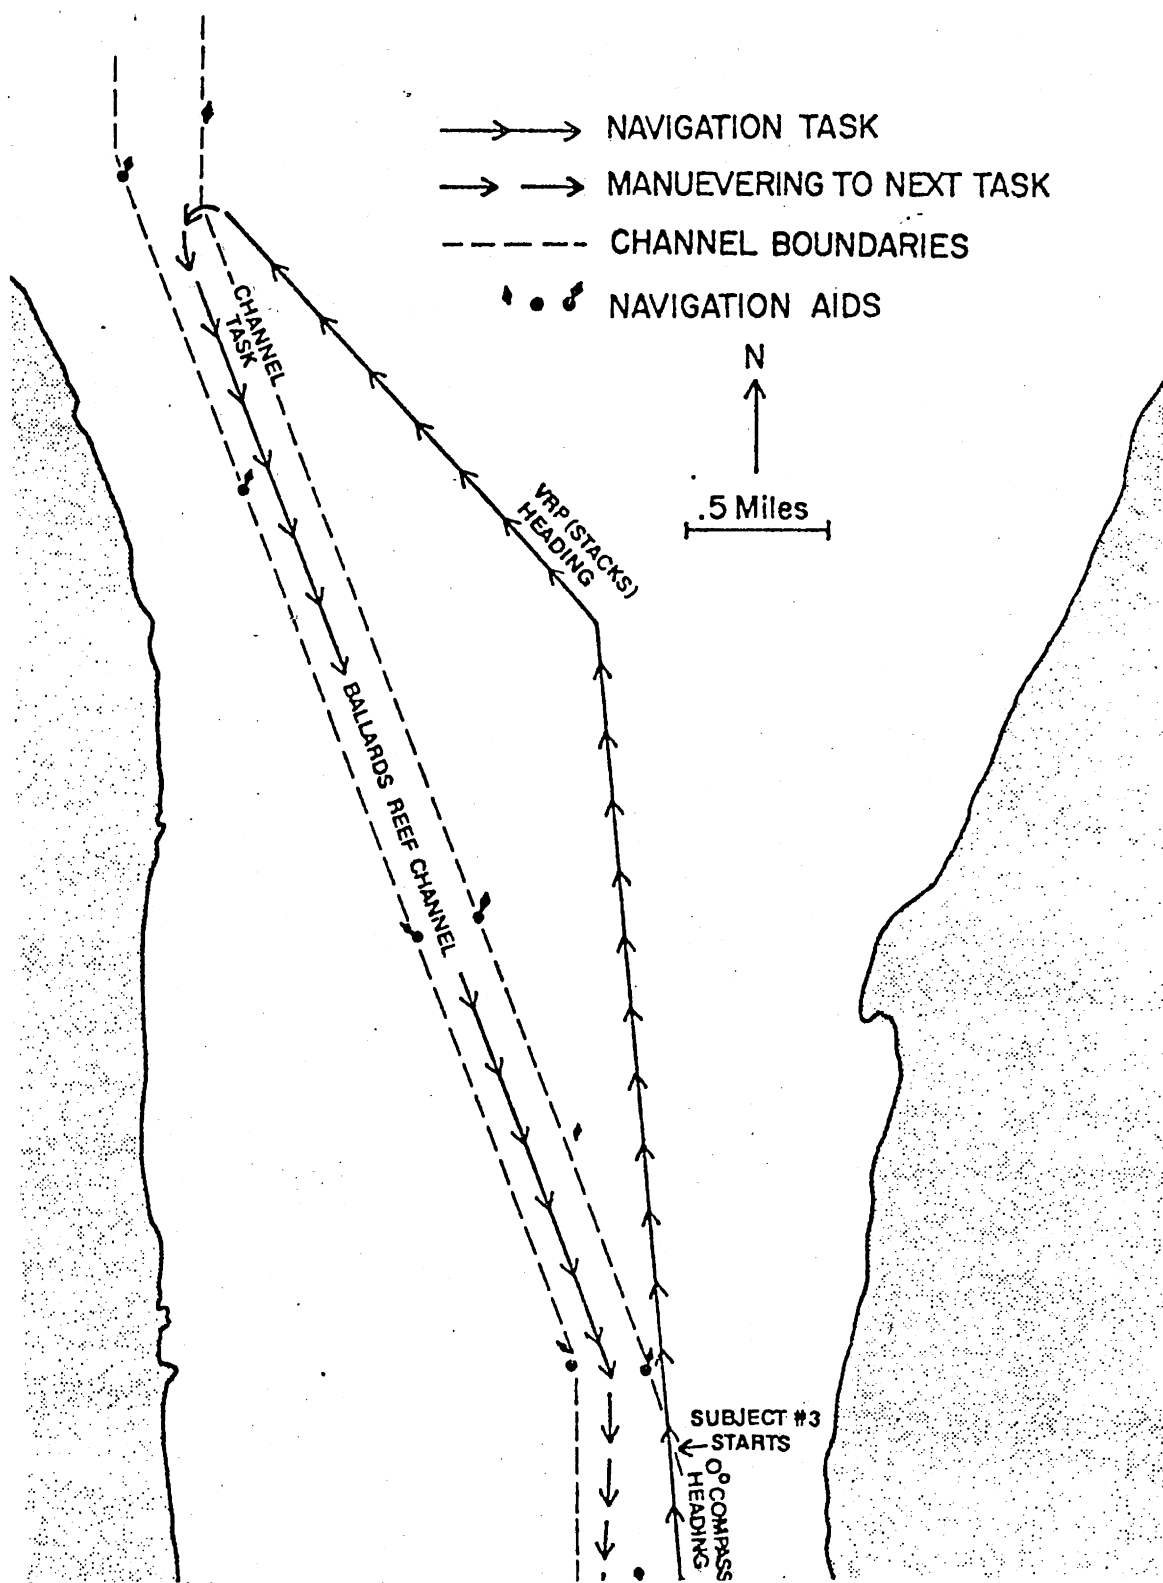 NAVIGATION TASK
MANUEVERING TO NEXT TASK
CHANNEL BOUNDARIES
NAVIGATION AIDS
N
.5 Miles
CHANNEL
TASK
VRP (STACKS)
HEADING
BALLARDS REEF CHANNEL
SUBJECT #3
STARTS
0° COMPASS
HEADING